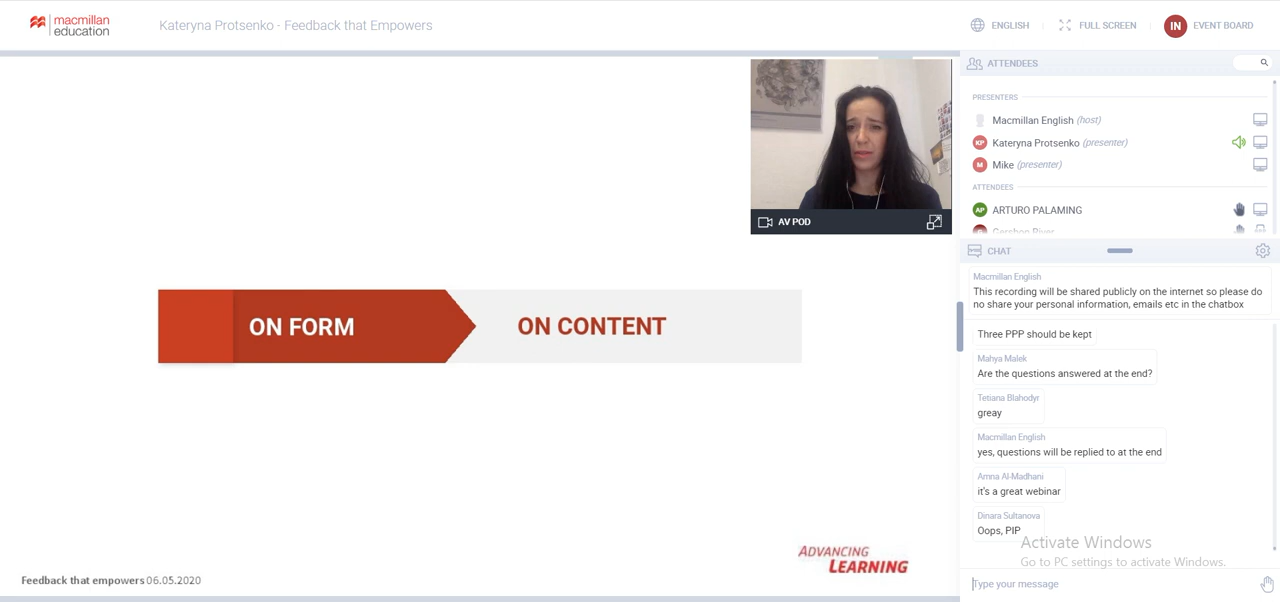 macmillan
education
Kateryna Protsenko - Feedback that Empowers
ENGLISH
FULL SCREEN
IN
EVENT BOARD
ATTENDEES
PRESENTERS
Macmillan English (host)
KP Kateryna Protsenko (presenter)
M Mike (presenter)
ATTENDEES
AP ARTURO PALAMING
AV POD
CHAT
Macmillan English
This recording will be shared publicly on the internet so please do
no share your personal information, emails etc in the chatbox
Three PPP should be kept
Mahya Malek
Are the questions answered at the end?
Tetiana Blahodyr
greay
Macmillan English
yes, questions will be replied to at the end
Amna Al-Madhani
it's a great webinar
Dinara Sultanova
Oops, PIP
Activate Windows
Go to PC settings to activate Windows.
Type your message
ON FORM
ON CONTENT
ADVANCING
LEARNING
Feedback that empowers 06.05.2020